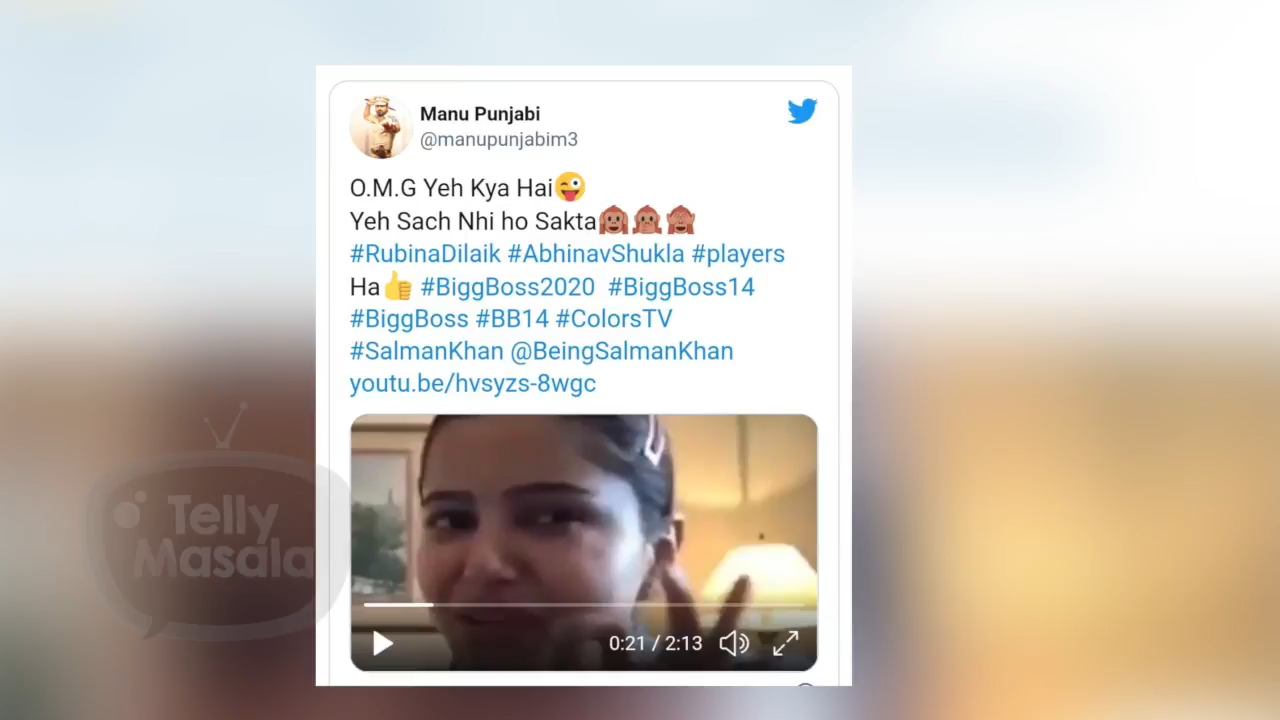 Manu Punjabi
@manupunjabim3
O.M.G Yeh Kya Hai😜
Yeh Sach Nhi ho Sakta🙉🙊🙈
#RubinaDilaik #AbhinavShukla #players
Ha👍 #BiggBoss2020 #BiggBoss14
#BiggBoss #BB14 #ColorsTV
#SalmanKhan @BeingSalmanKhan
youtu.be/hvsyzs-8wgc
Telly
Masala
0:21 / 2:13